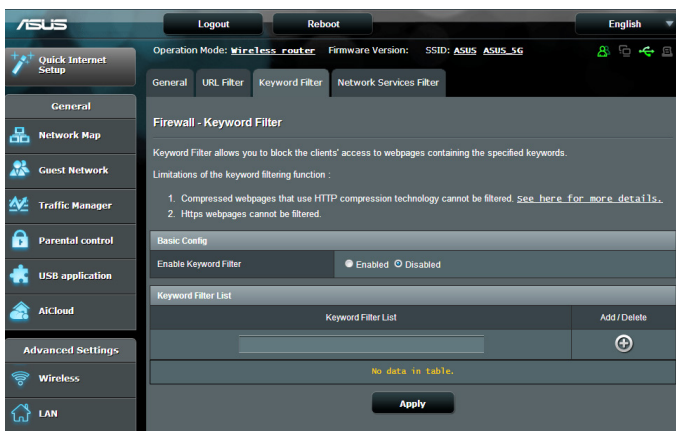 ASUS
Logout
Reboot
English
Quick Internet Setup
Operation Mode: Wireless router Firmware Version: SSID: ASUS ASUS_5G
General
URL Filter
Keyword Filter
Network Services Filter
General
Network Map
Guest Network
Traffic Manager
Parental control
USB application
AiCloud
Advanced Settings
Wireless
LAN
Firewall - Keyword Filter
Keyword Filter allows you to block the clients' access to webpages containing the specified keywords.
Limitations of the keyword filtering function :
1. Compressed webpages that use HTTP compression technology cannot be filtered. See here for more details.
2. Https webpages cannot be filtered.
Basic Config
Enable Keyword Filter
Enabled Disabled
Keyword Filter List
Keyword Filter List
Add / Delete
No data in table.
Apply